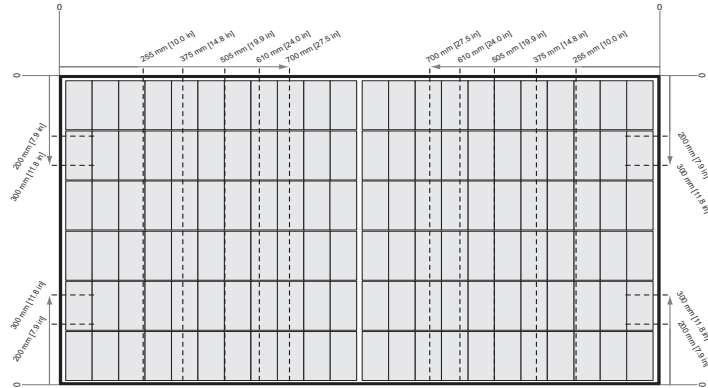 0
0
255 mm [10.0 in]
375 mm [14.8 in]
505 mm [19.9 in]
610 mm [24.0 in]
700 mm [27.5 in]
700 mm [27.5 in]
610 mm [24.0 in]
505 mm [19.9 in]
375 mm [14.8 in]
255 mm [10.0 in]
0
0
200 mm [7.9 in]
300 mm [11.8 in]
200 mm [7.9 in]
300 mm [11.8 in]
300 mm [11.8 in]
200 mm [7.9 in]
300 mm [11.8 in]
200 mm [7.9 in]
0
0